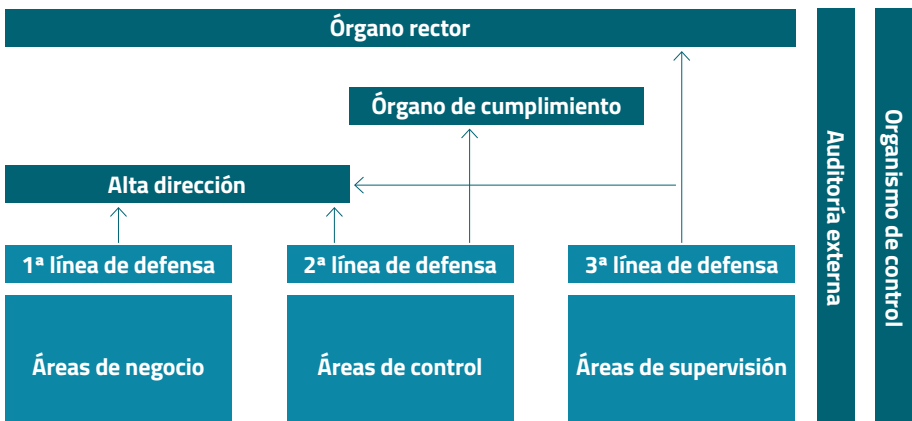 Órgano rector
Órgano de cumplimiento
Alta dirección
1ª línea de defensa
2ª línea de defensa
3ª línea de defensa
Áreas de negocio
Áreas de control
Áreas de supervisión
Auditoría externa
Organismo de control